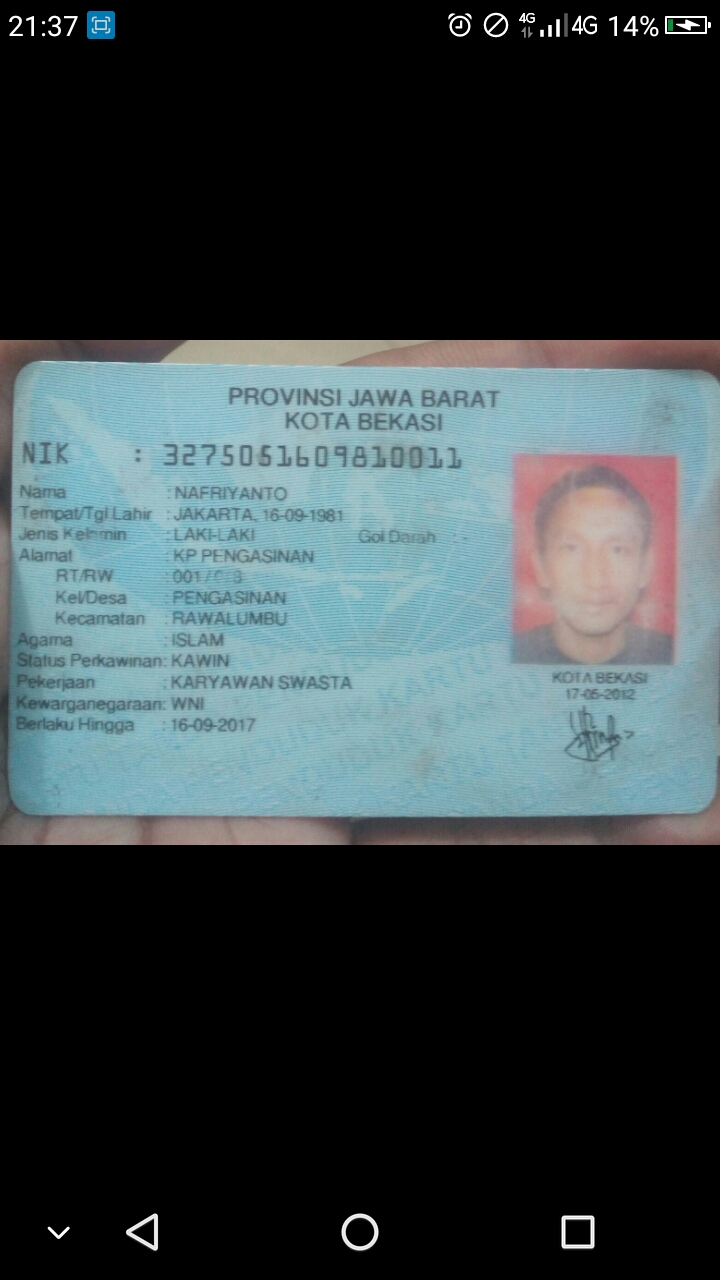 21:37 4G 4G 14%
PROVINSI JAWA BARAT
KOTA BEKASI
NIK : 3275051609810011
Nama : NAFRIYANTO
Tempat/Tgl Lahir : JAKARTA, 16-09-1981
Jenis Kelamin : LAKI-LAKI Gol Darah : -
Alamat : KP PENGASINAN
RT/RW : 001/
Kel/Desa : PENGASINAN
Kecamatan : RAWALUMBU
Agama : ISLAM
Status Perkawinan: KAWIN
Pekerjaan : KARYAWAN SWASTA
Kewarganegaraan: WNI
Berlaku Hingga : 16-09-2017
KOTA BEKASI
17-05-2012